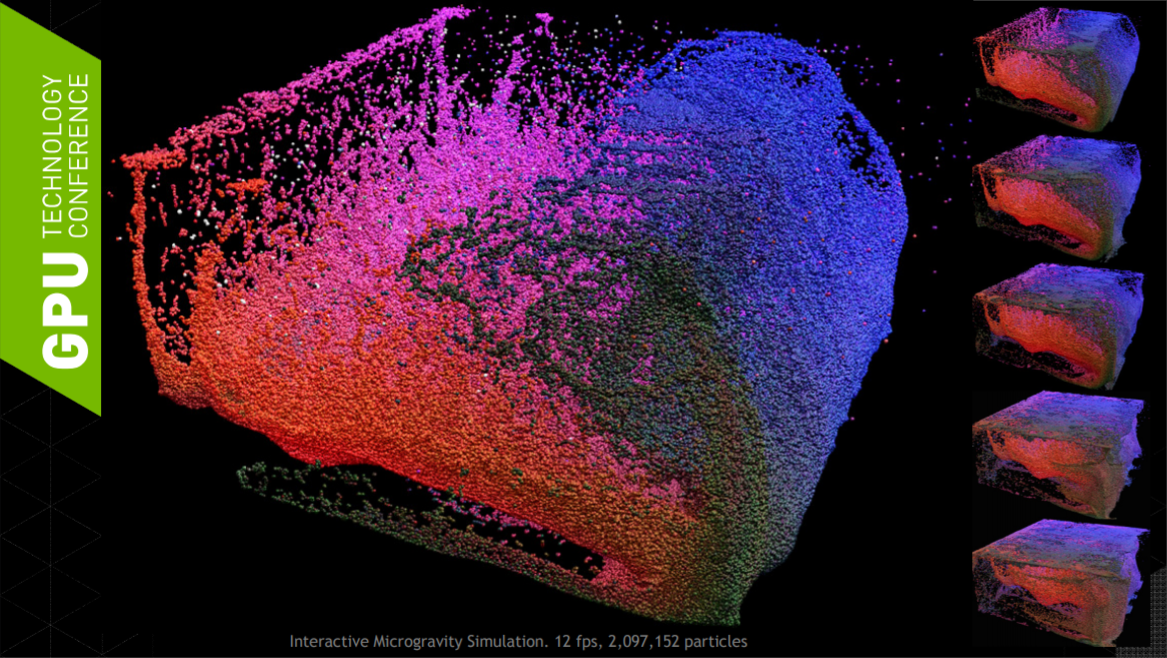 GPU TECHNOLOGY
CONFERENCE
Interactive Microgravity Simulation. 12 fps, 2,097,152 particles